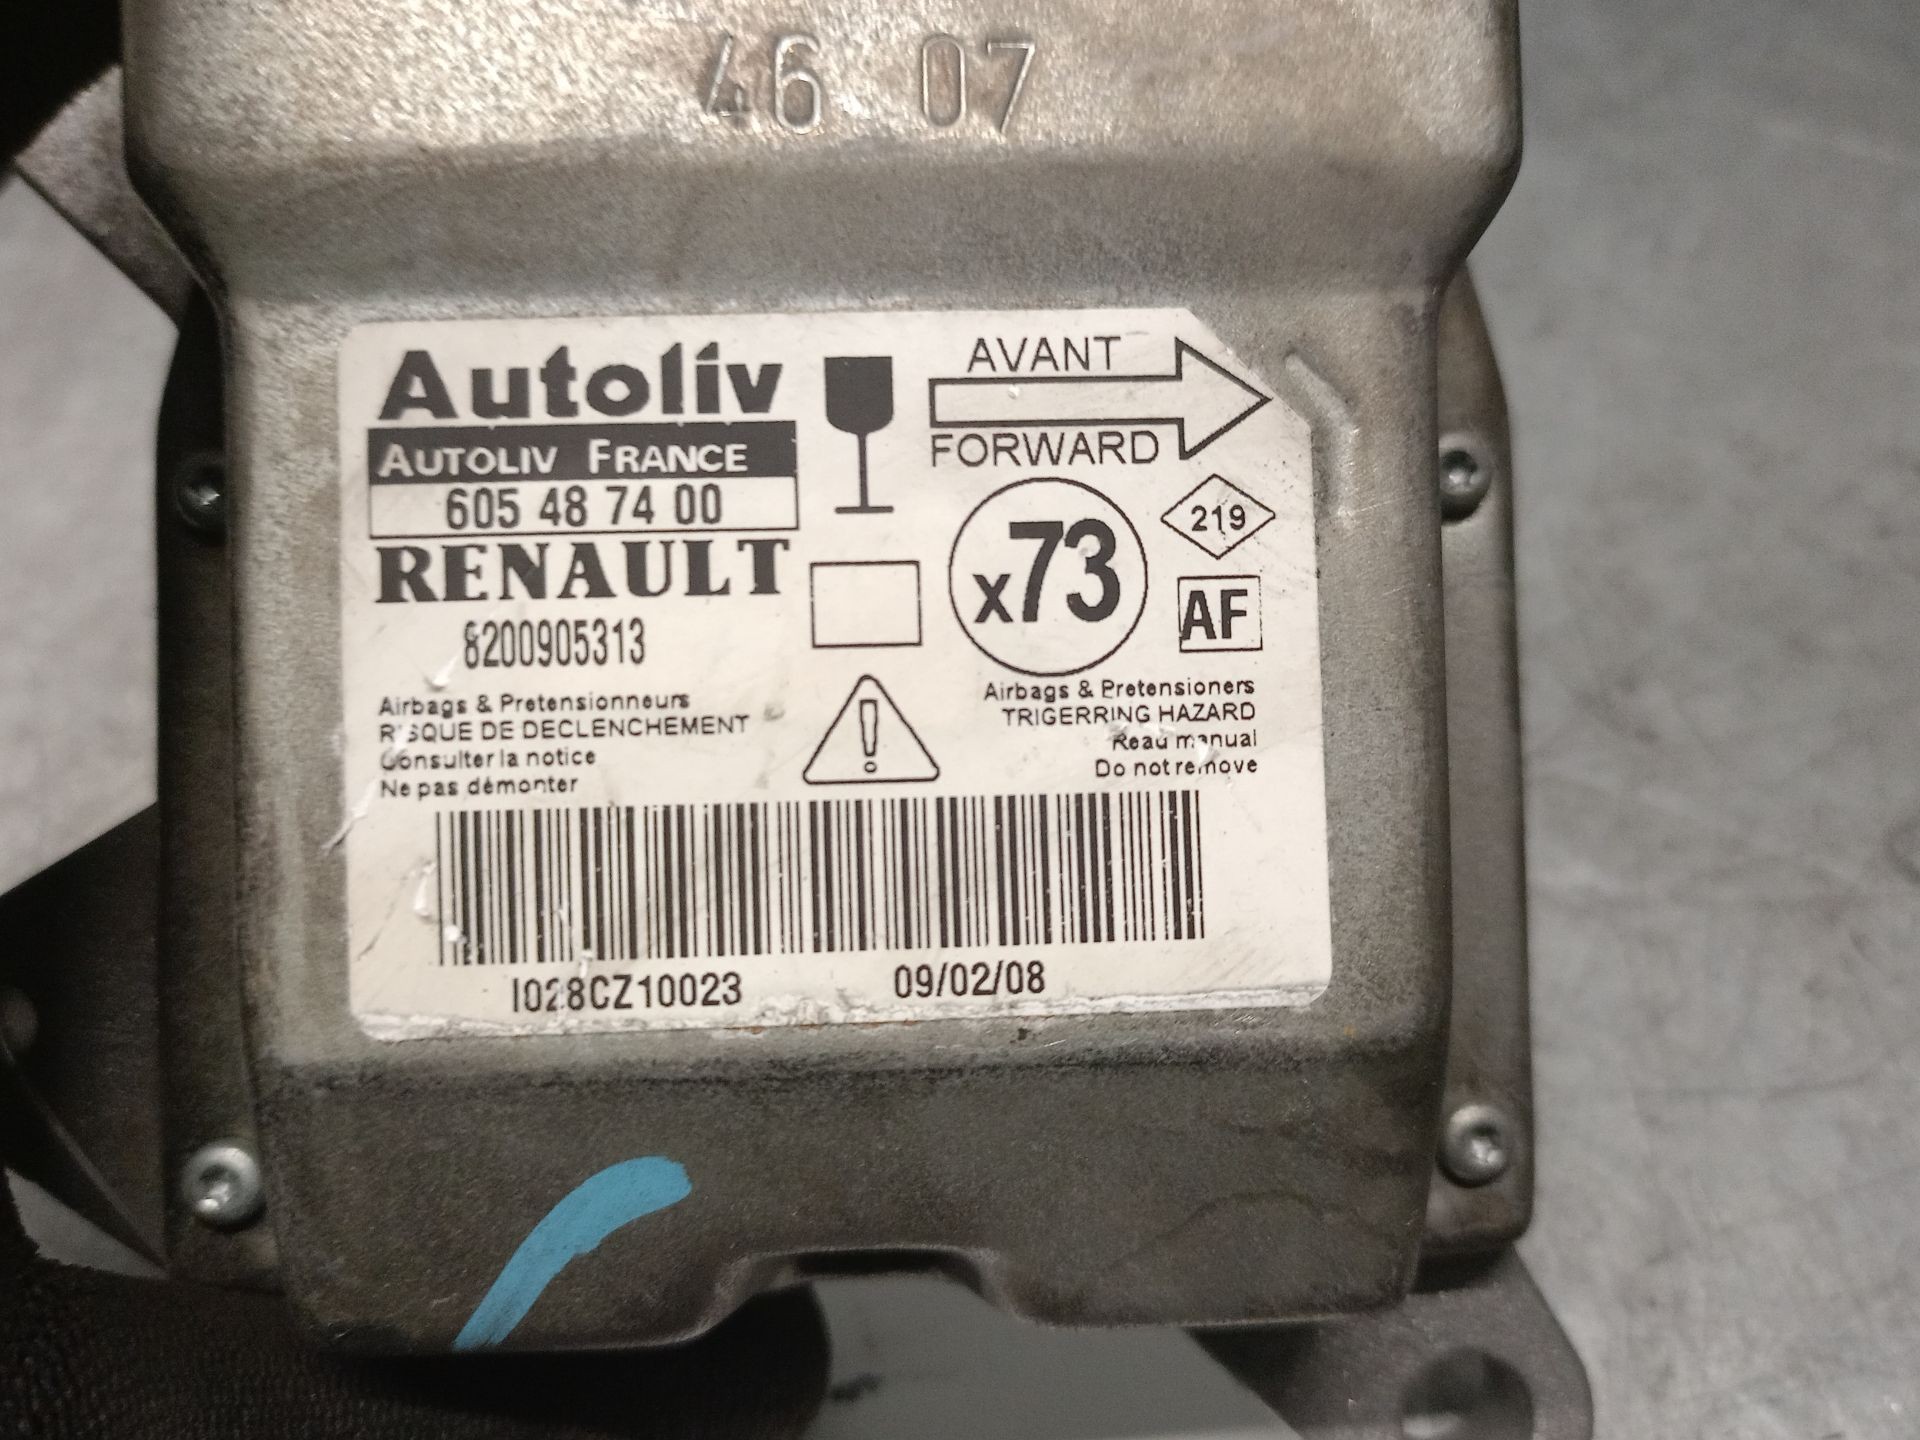 46 07
Autoliv
AUTOLIV FRANCE
605 48 74 00
RENAULT
8200905313
AVANT
FORWARD
x73
219
AF
Airbags & Pretensionneurs
RISQUE DE DECLENCHEMENT
Consulter la notice
Ne pas démonter
Airbags & Pretensioners
TRIGERRING HAZARD
Read manual
Do not remove
I028CZ10023 09/02/08